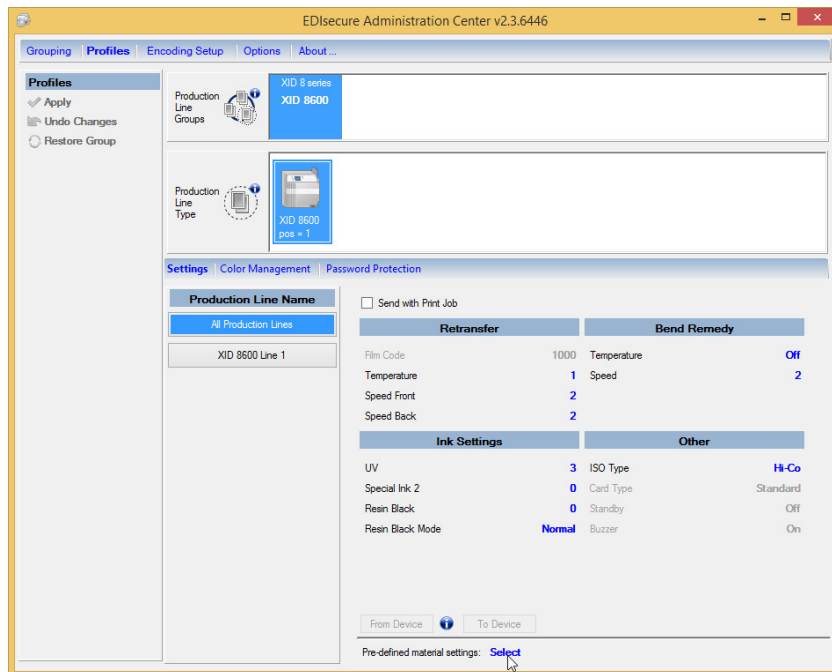 EDIsecure Administration Center v2.3.6446
Grouping Profiles Encoding Setup Options About ...
Profiles
Apply
Undo Changes
Restore Group
Production
Line
Groups
XID 8 series
XID 8600
Production
Line
Type
XID 8600
pos = 1
Settings Color Management Password Protection
Production Line Name
All Production Lines
XID 8600 Line 1
Send with Print Job
Retransfer
Film Code 1000
Temperature 1
Speed Front 2
Speed Back 2
Bend Remedy
Temperature Off
Speed 2
Ink Settings
UV 3
Special Ink 2 0
Resin Black 0
Resin Black Mode Normal
Other
ISO Type Hi-Co
Card Type Standard
Standby Off
Buzzer On
From Device To Device
Pre-defined material settings: Select